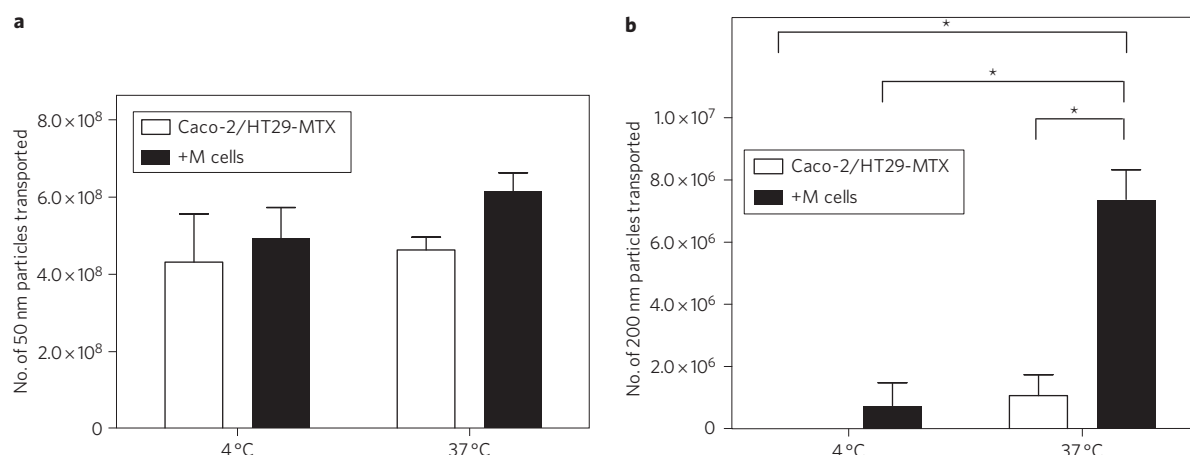 a
No. of 50 nm particles transported
8.0 × 10⁸
6.0 × 10⁸
4.0 × 10⁸
2.0 × 10⁸
0
Caco-2/HT29-MTX
+M cells
4 °C
37 °C
b
No. of 200 nm particles transported
1.0 × 10⁷
8.0 × 10⁶
6.0 × 10⁶
4.0 × 10⁶
2.0 × 10⁶
0
*
*
*
Caco-2/HT29-MTX
+M cells
4 °C
37 °C